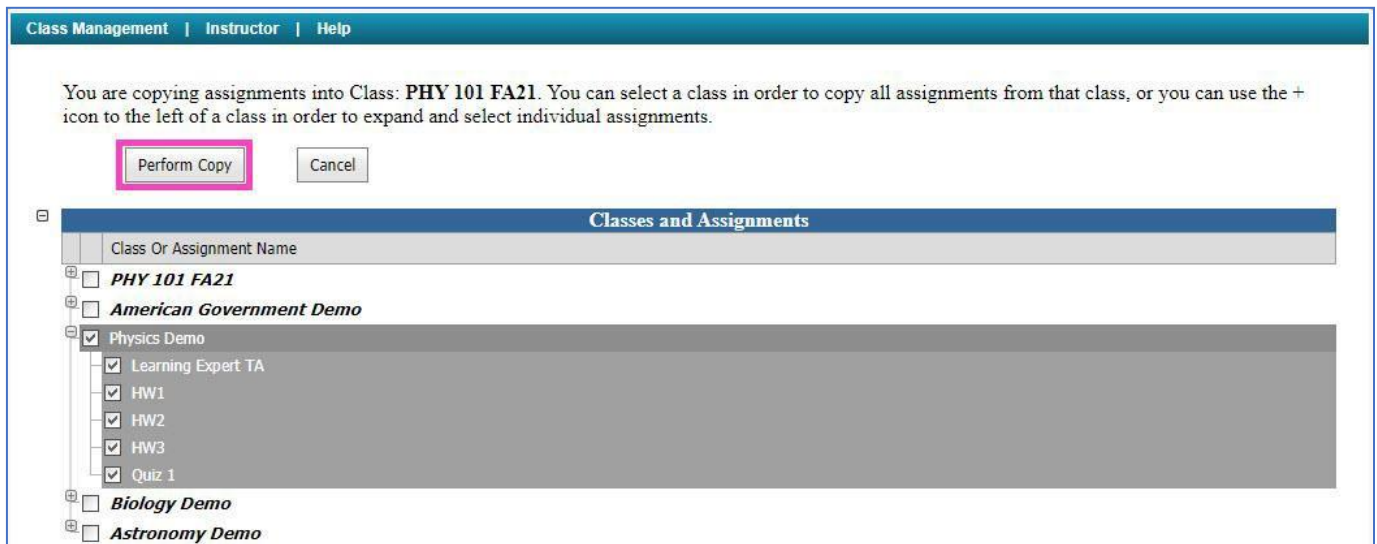 Class Management | Instructor | Help
You are copying assignments into Class: PHY 101 FA21. You can select a class in order to copy all assignments from that class, or you can use the +
icon to the left of a class in order to expand and select individual assignments.
Perform Copy Cancel
Classes and Assignments
Class Or Assignment Name
PHY 101 FA21
American Government Demo
Physics Demo
Learning Expert TA
HW1
HW2
HW3
Quiz 1
Biology Demo
Astronomy Demo